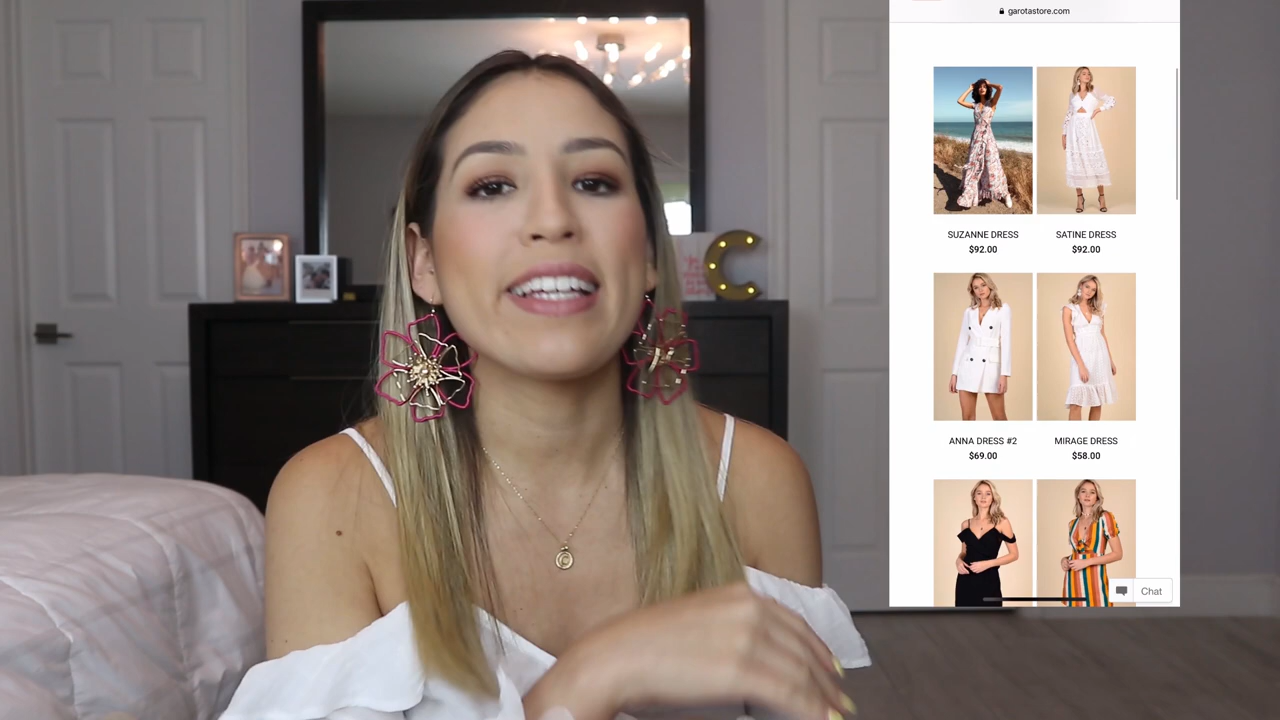 garotastore.com
SUZANNE DRESS
$92.00
SATINE DRESS
$92.00
ANNA DRESS #2
$69.00
MIRAGE DRESS
$58.00
Chat
C
C